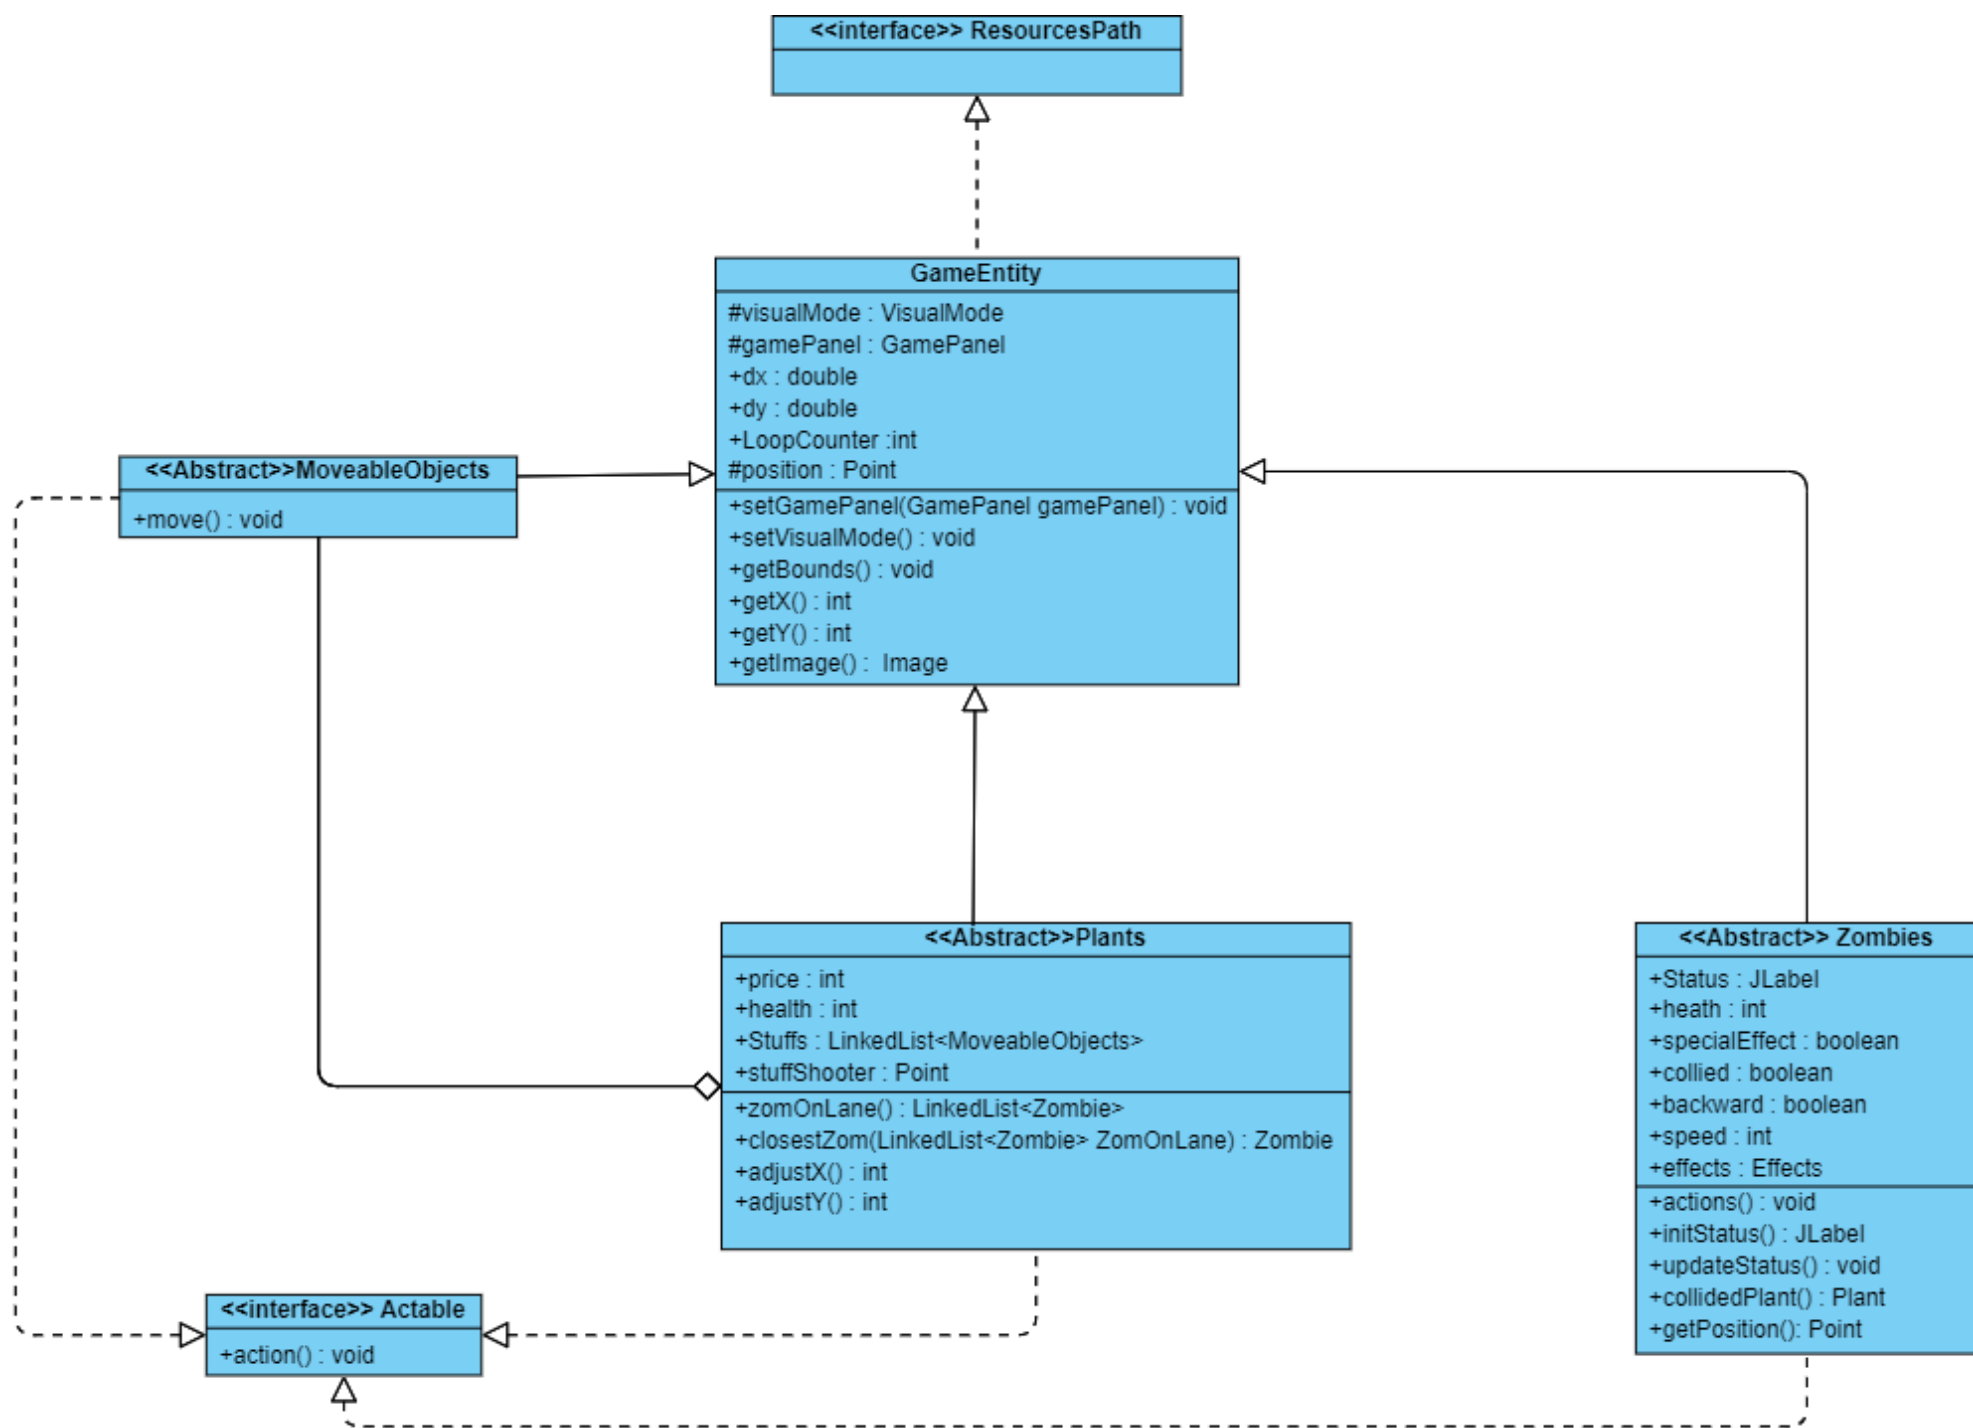 <<interface>> ResourcesPath
GameEntity
#visualMode : VisualMode
#gamePanel : GamePanel
+dx : double
+dy : double
+LoopCounter :int
#position : Point
+setGamePanel(GamePanel gamePanel) : void
+setVisualMode() : void
+getBounds() : void
+getX() : int
+getY() : int
+getImage() : Image
<<Abstract>>MoveableObjects
+move() : void
<<Abstract>>Plants
+price : int
+health : int
+Stuffs : LinkedList<MoveableObjects>
+stuffShooter : Point
+zomOnLane() : LinkedList<Zombie>
+closestZom(LinkedList<Zombie> ZomOnLane) : Zombie
+adjustX() : int
+adjustY() : int
<<Abstract>> Zombies
+Status : JLabel
+heath : int
+specialEffect : boolean
+collied : boolean
+backward : boolean
+speed : int
+effects : Effects
+actions() : void
+initStatus() : JLabel
+updateStatus() : void
+collidedPlant() : Plant
+getPosition(): Point
<<interface>> Actable
+action() : void